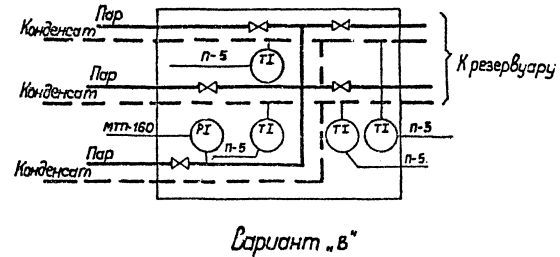 Пар
Конденсат
п-5
TI
К резервуару
Пар
Конденсат
МТП-160
PI
п-5
TI
TI
TI
п-5
п-5.
Пар
Конденсат
Вариант „в"